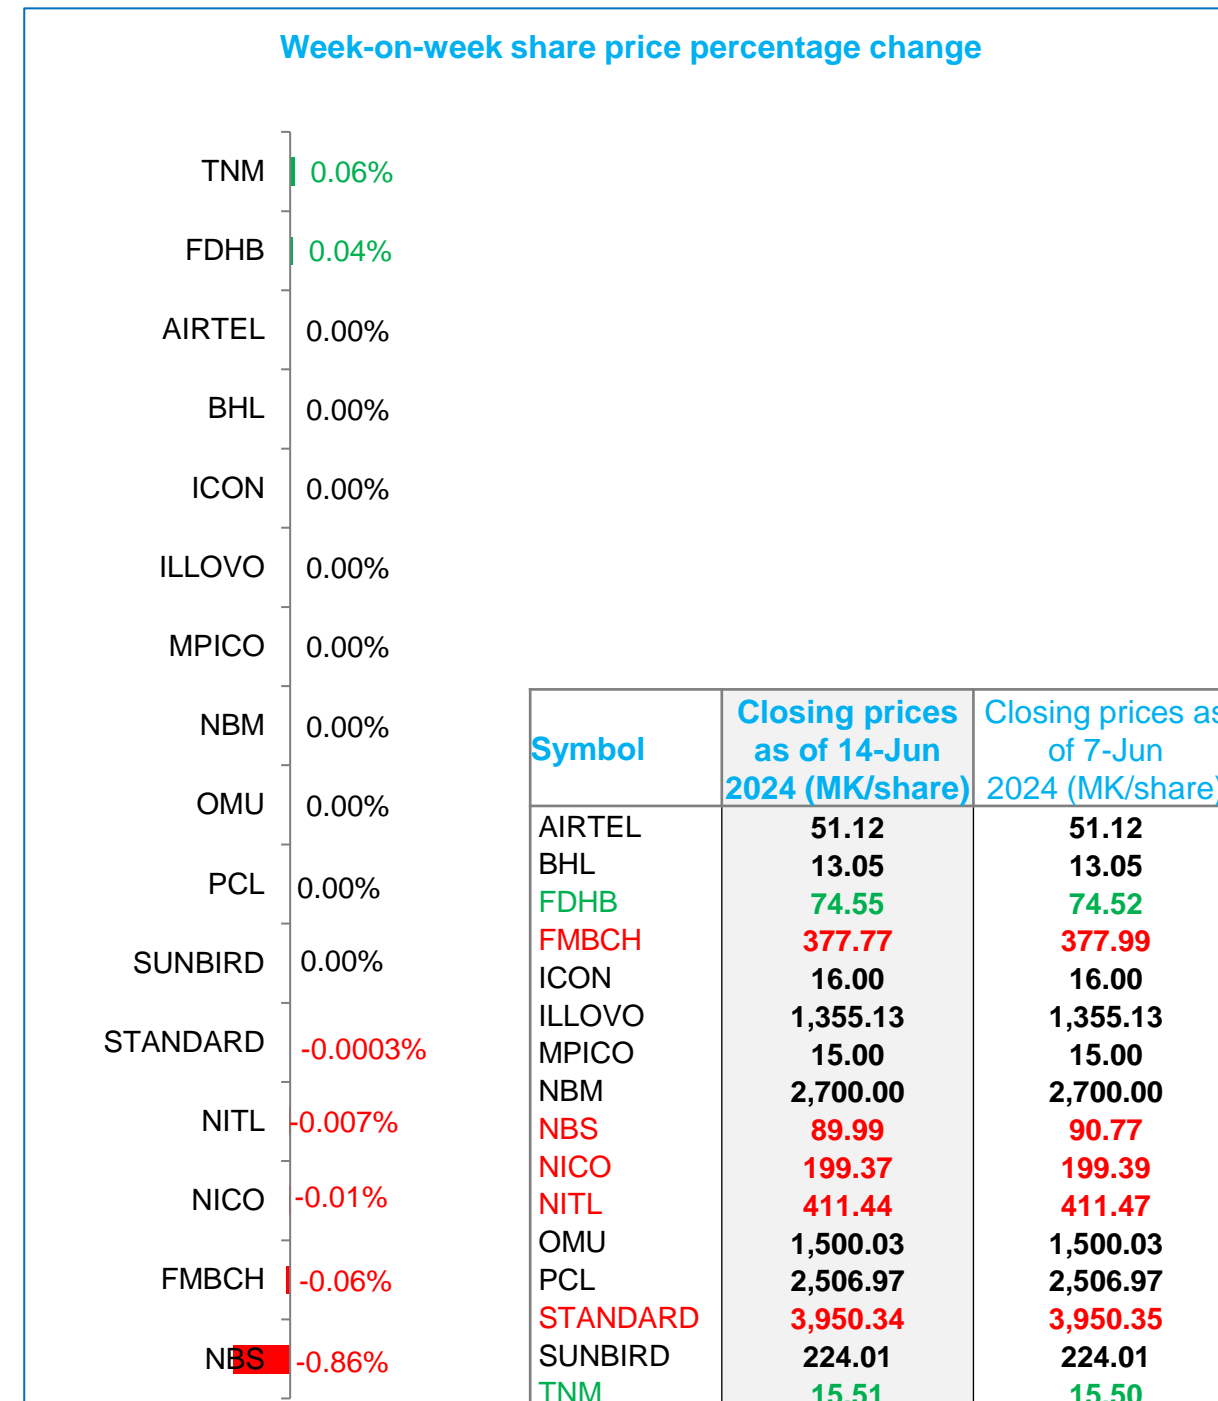 Week-on-week share price percentage change
TNM 0.06%
FDHB 0.04%
AIRTEL 0.00%
BHL 0.00%
ICON 0.00%
ILLOVO 0.00%
MPICO 0.00%
NBM 0.00%
OMU 0.00%
PCL 0.00%
SUNBIRD 0.00%
STANDARD -0.0003%
NITL -0.007%
NICO -0.01%
FMBCH -0.06%
NBS -0.86%
Symbol
Closing prices
as of 14-Jun
2024 (MK/share)
Closing prices as
of 7-Jun
2024 (MK/share)
AIRTEL 51.12 51.12
BHL 13.05 13.05
FDHB 74.55 74.52
FMBCH 377.77 377.99
ICON 16.00 16.00
ILLOVO 1,355.13 1,355.13
MPICO 15.00 15.00
NBM 2,700.00 2,700.00
NBS 89.99 90.77
NICO 199.37 199.39
NITL 411.44 411.47
OMU 1,500.03 1,500.03
PCL 2,506.97 2,506.97
STANDARD 3,950.34 3,950.35
SUNBIRD 224.01 224.01
TNM 15.51 15.50